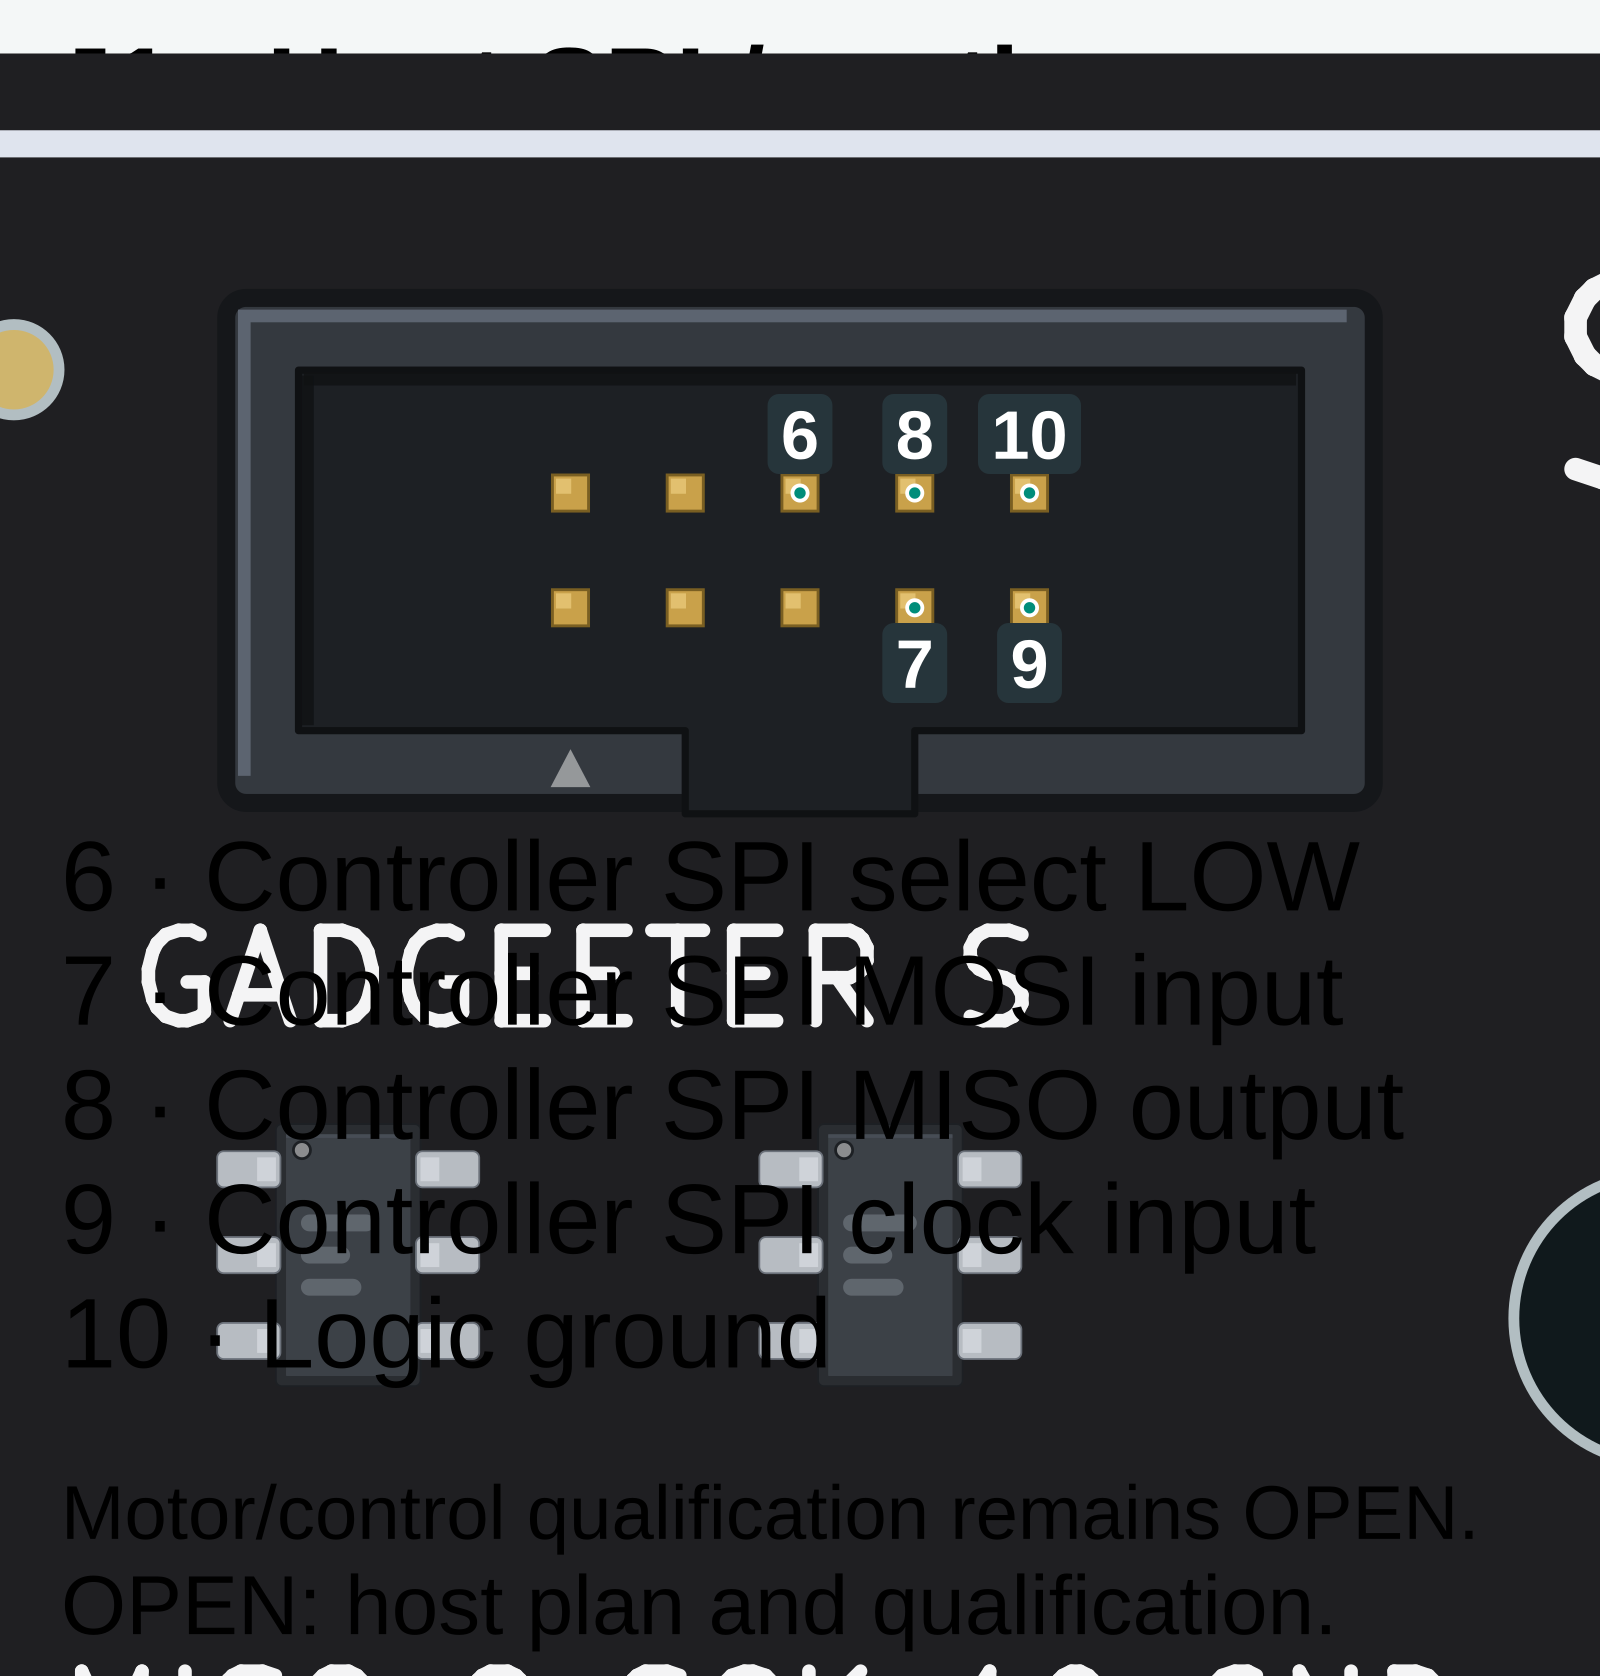 6 8 10
7 9
6 · Controller SPI select LOW
GADGEETER S
7 · Controller SPI MOSI input
8 · Controller SPI MISO output
9 · Controller SPI clock input
10 · Logic ground
Motor/control qualification remains OPEN.
OPEN: host plan and qualification.